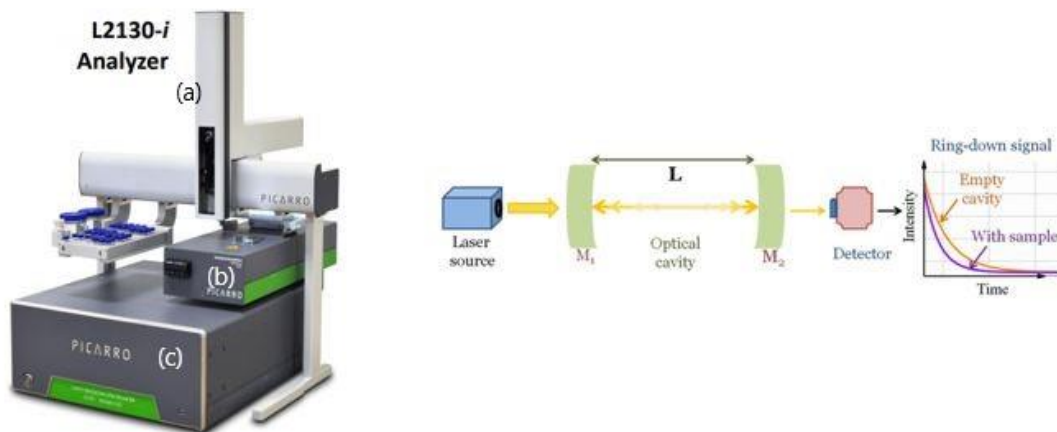 L2130-i
Analyzer
(a)
PICARRO
(b)
PICARRO
PICARRO
(c)
Laser
source
M₁
L
Optical
cavity
M₂
Detector
Ring-down signal
Intensity
Empty
cavity
With sample
Time